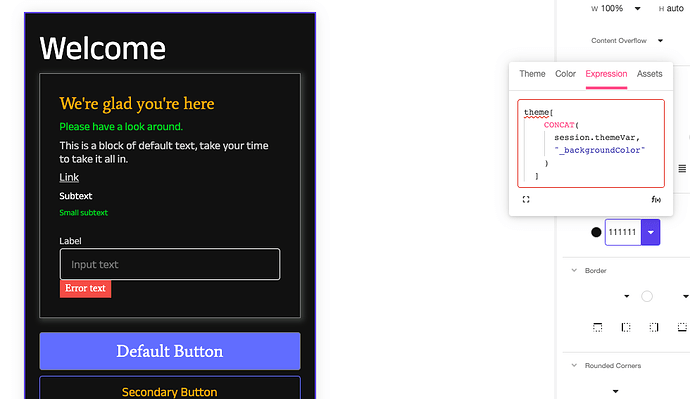 Welcome
We're glad you're here
Please have a look around.
This is a block of default text, take your time
to take it all in.
Link
Subtext
Small subtext
Label
Input text
Error text
Default Button
Secondary Button
W 100%
H auto
Content Overflow
Theme Color Expression Assets
theme[
CONCAT(
session.themeVar,
"_backgroundColor"
)
]
f(x)
111111
Border
Rounded Corners